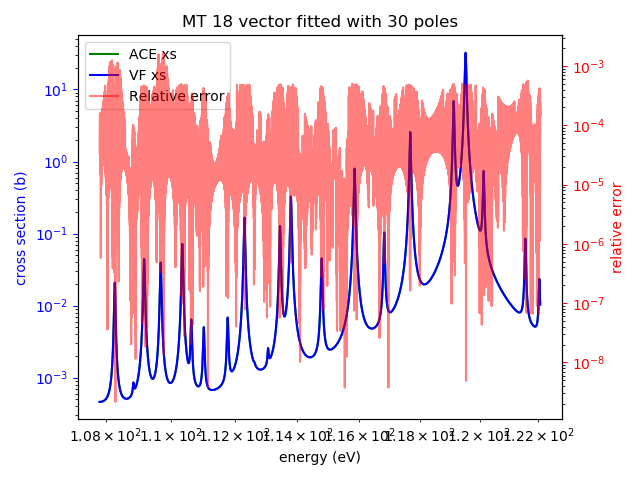 MT 18 vector fitted with 30 poles
ACE xs
VF xs
Relative error
cross section (b)
10¹
10⁰
10⁻¹
10⁻²
10⁻³
relative error
10⁻³
10⁻⁴
10⁻⁵
10⁻⁶
10⁻⁷
10⁻⁸
1.08 × 10² 1.1 × 10² 1.12 × 10² 1.14 × 10² 1.16 × 10² 1.18 × 10² 1.2 × 10² 1.22 × 10²
energy (eV)